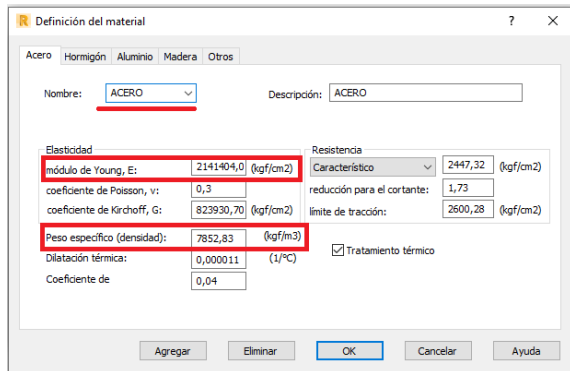 R Definición del material ? X
Acero Hormigón Aluminio Madera Otros
Nombre: ACERO Descripción: ACERO
Elasticidad Resistencia
módulo de Young, E: 2141404,0 (kgf/cm2) Característico 2447,32 (kgf/cm2)
coeficiente de Poisson, ν: 0,3 reducción para el cortante: 1,73
coeficiente de Kirchoff, G: 823930,70 (kgf/cm2) límite de tracción: 2600,28 (kgf/cm2)
Peso específico (densidad): 7852,83 (kgf/m3)
Dilatación térmica: 0,000011 (1/°C) Tratamiento térmico
Coeficiente de 0,04
Agregar Eliminar OK Cancelar Ayuda